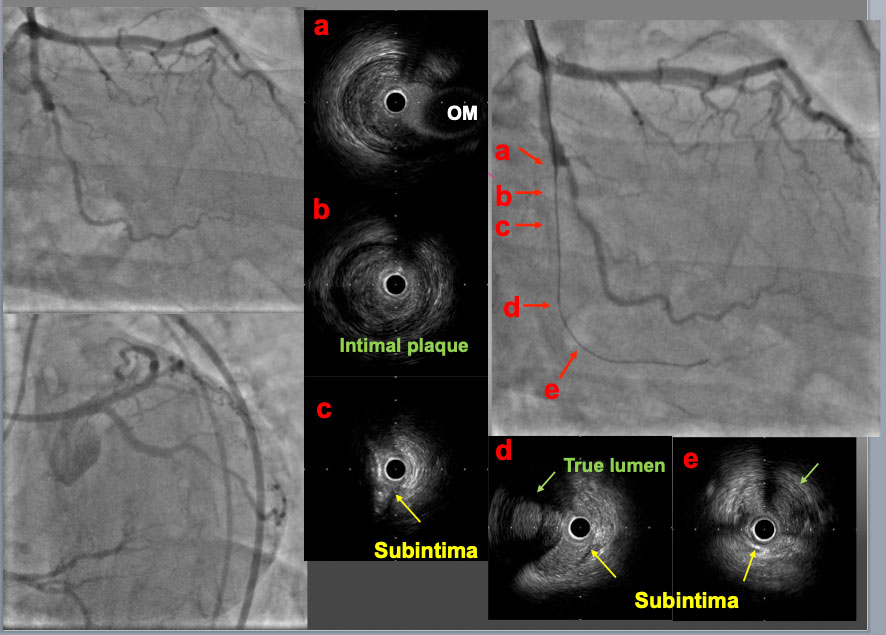 a
OM
b
Intimal plaque
c
Subintima
a
b
c
d
e
d
True lumen
e
Subintima